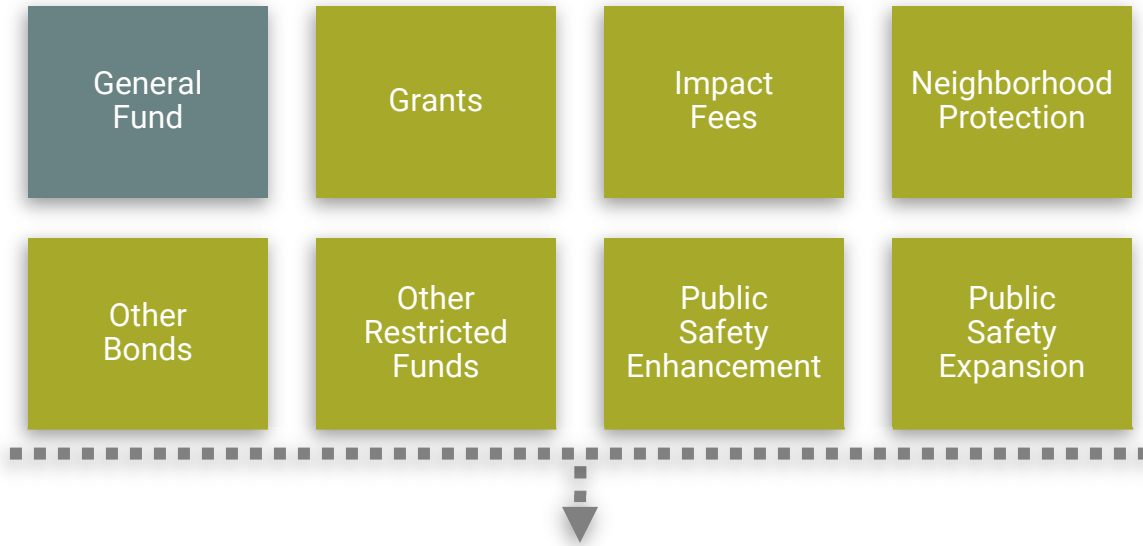 General
Fund
Grants
Impact
Fees
Neighborhood
Protection
Other
Bonds
Other
Restricted
Funds
Public
Safety
Enhancement
Public
Safety
Expansion